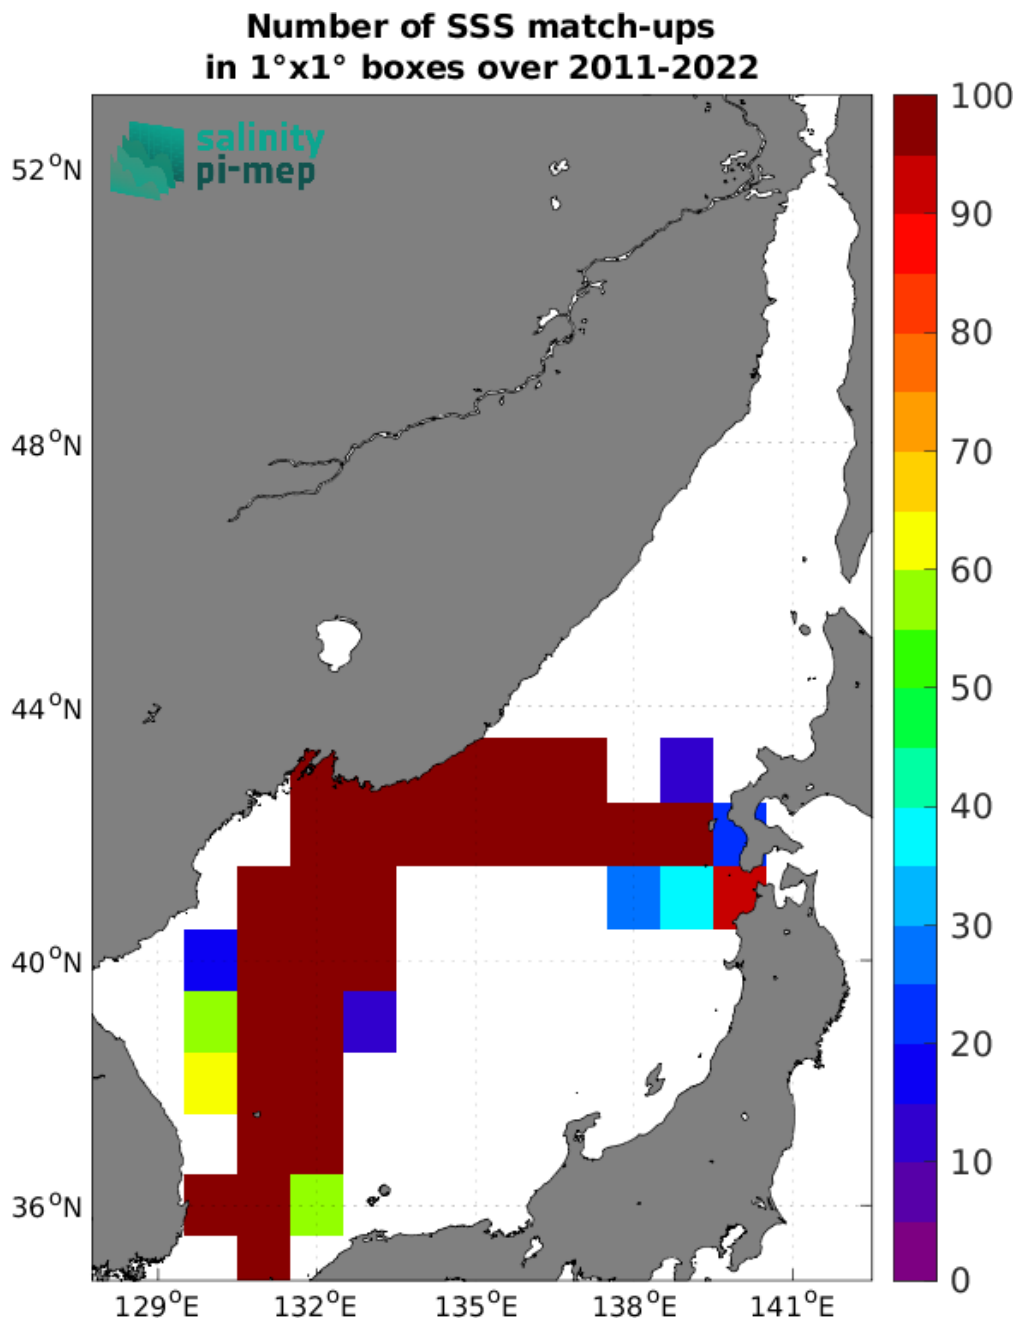 Number of SSS match-ups
in 1°x1° boxes over 2011-2022
salinity
pi-mep
52°N
48°N
44°N
40°N
36°N
129°E
132°E
135°E
138°E
141°E
100
90
80
70
60
50
40
30
20
10
0